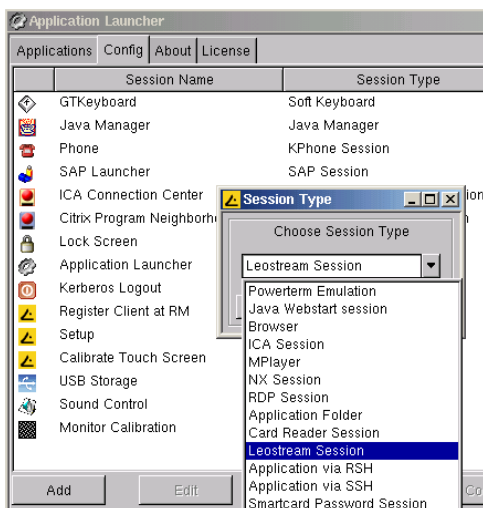 Application Launcher
Applications Config About License
Session Name Session Type
GTKeyboard Soft Keyboard
Java Manager Java Manager
Phone KPhone Session
SAP Launcher SAP Session
ICA Connection Center
Citrix Program
Lock Screen
Application Launcher
Kerberos Logout
Register Client at RM
Setup
Calibrate Touch Screen
USB Storage
Sound Control
Monitor Calibration
Session Type
Choose Session Type
Leostream Session
Powerterm Emulation
Java Webstart session
Browser
ICA Session
MPlayer
NX Session
RDP Session
Application Folder
Card Reader Session
Leostream Session
Application via RSH
Application via SSH
Smartcard Password Session
Add Edit